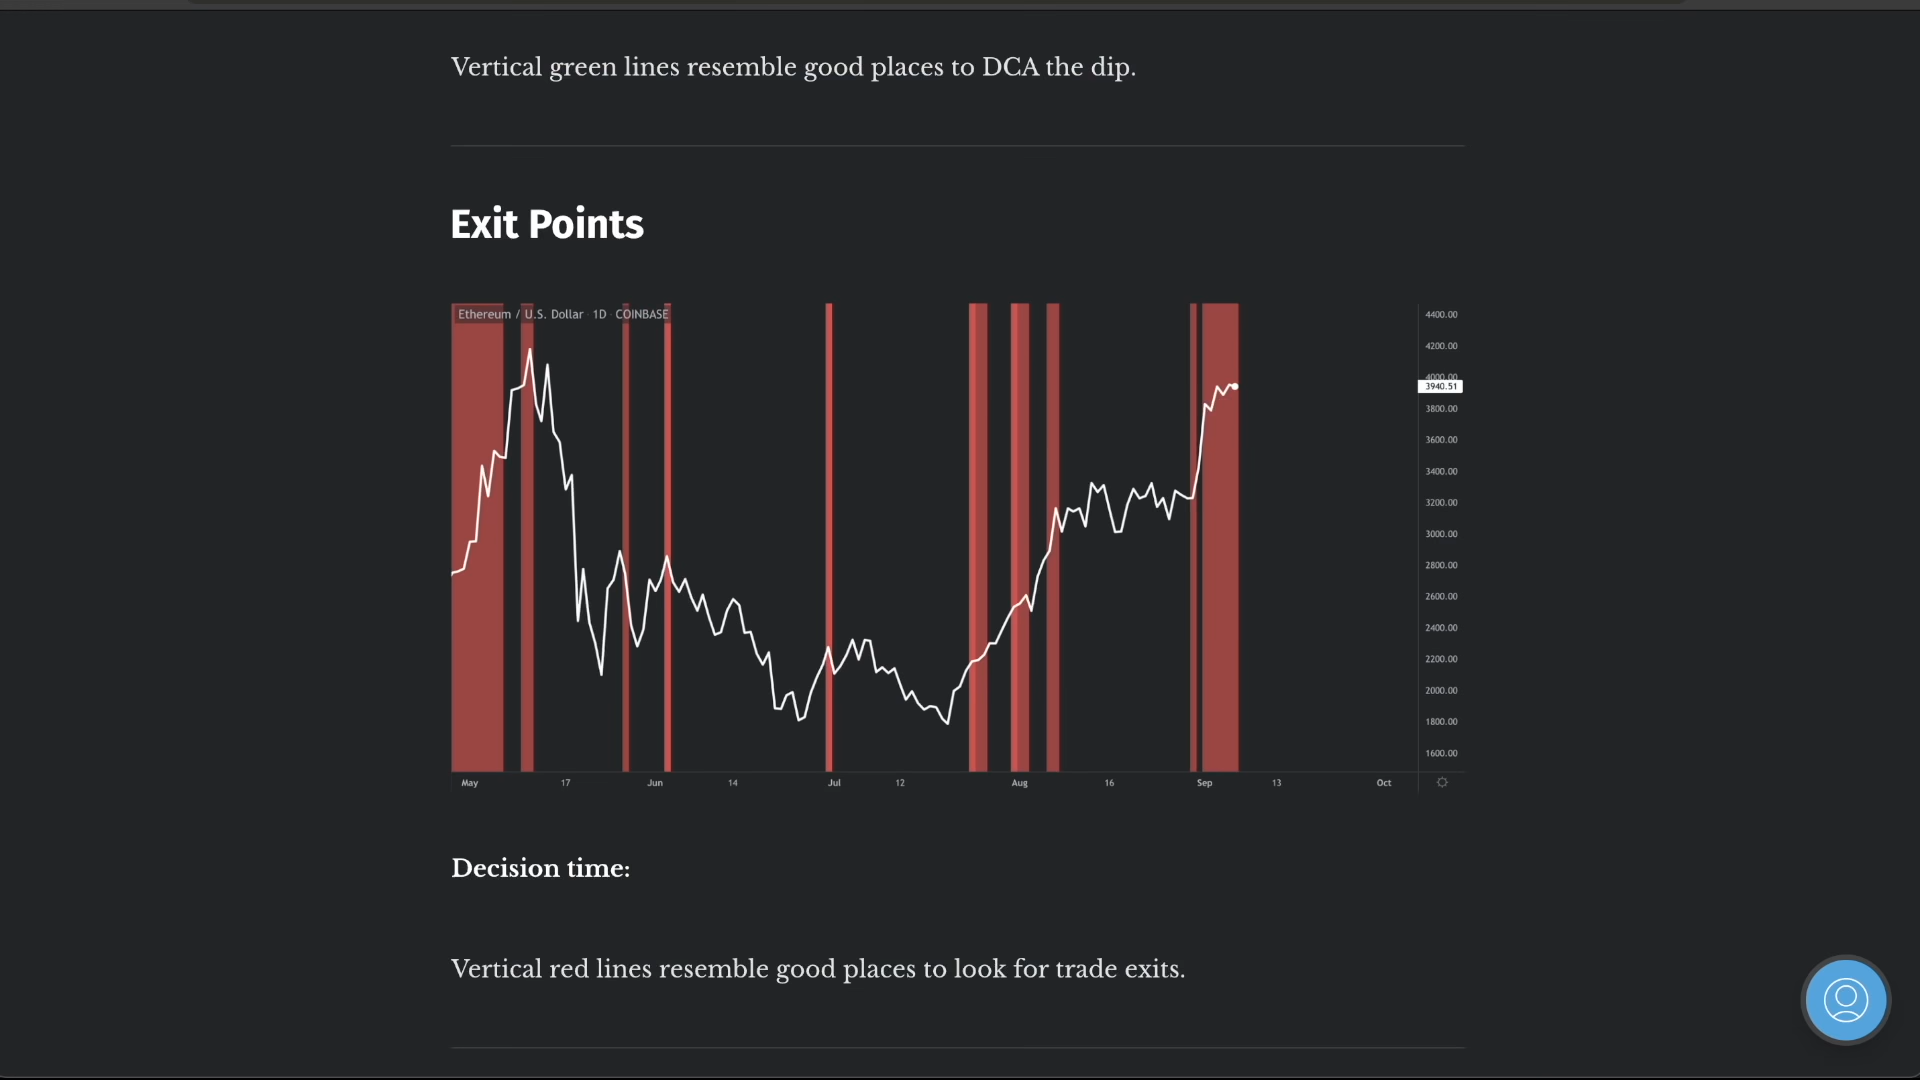 Vertical green lines resemble good places to DCA the dip.
Exit Points
Ethereum / U.S. Dollar · 1D · COINBASE
4400.00
4200.00
4000.00
3940.51
3800.00
3600.00
3400.00
3200.00
3000.00
2800.00
2600.00
2400.00
2200.00
2000.00
1800.00
1600.00
May 17 Jun 14 Jul 12 Aug 16 Sep 13 Oct
Decision time:
Vertical red lines resemble good places to look for trade exits.